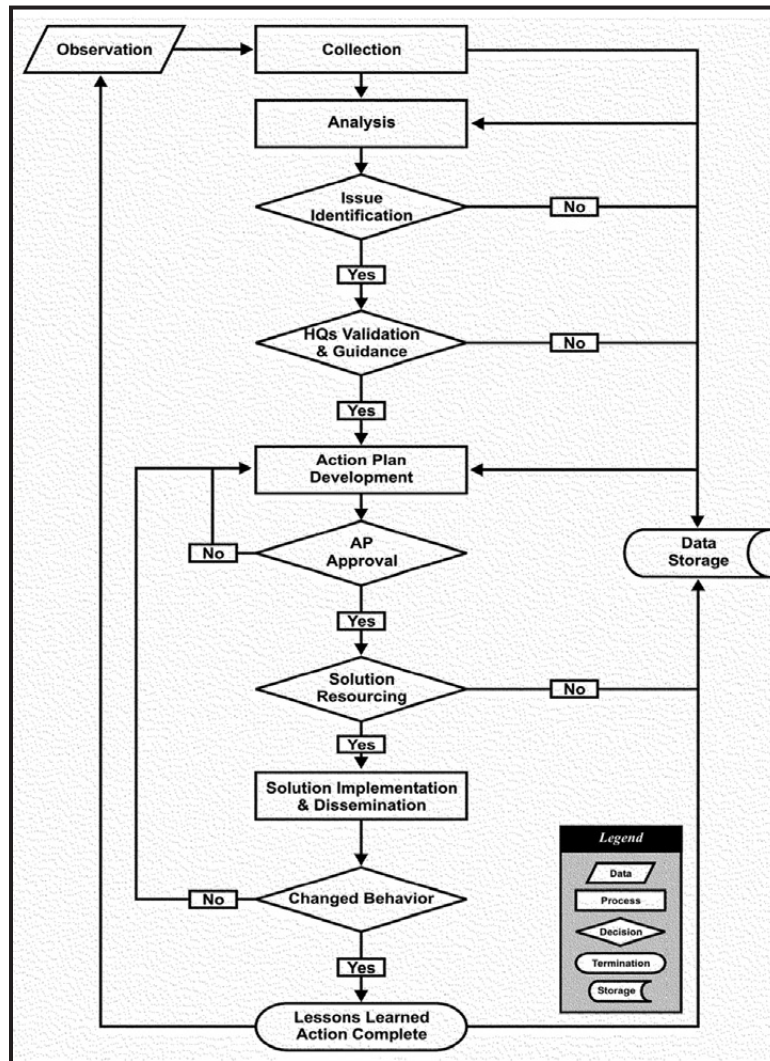 Observation
Collection
Analysis
Issue
Identification
No
Yes
HQs Validation
& Guidance
No
Yes
Action Plan
Development
AP
Approval
No
Yes
Data
Storage
Solution
Resourcing
No
Yes
Solution Implementation
& Dissemination
Changed Behavior
No
Yes
Lessons Learned
Action Complete
Legend
Data
Process
Decision
Termination
Storage